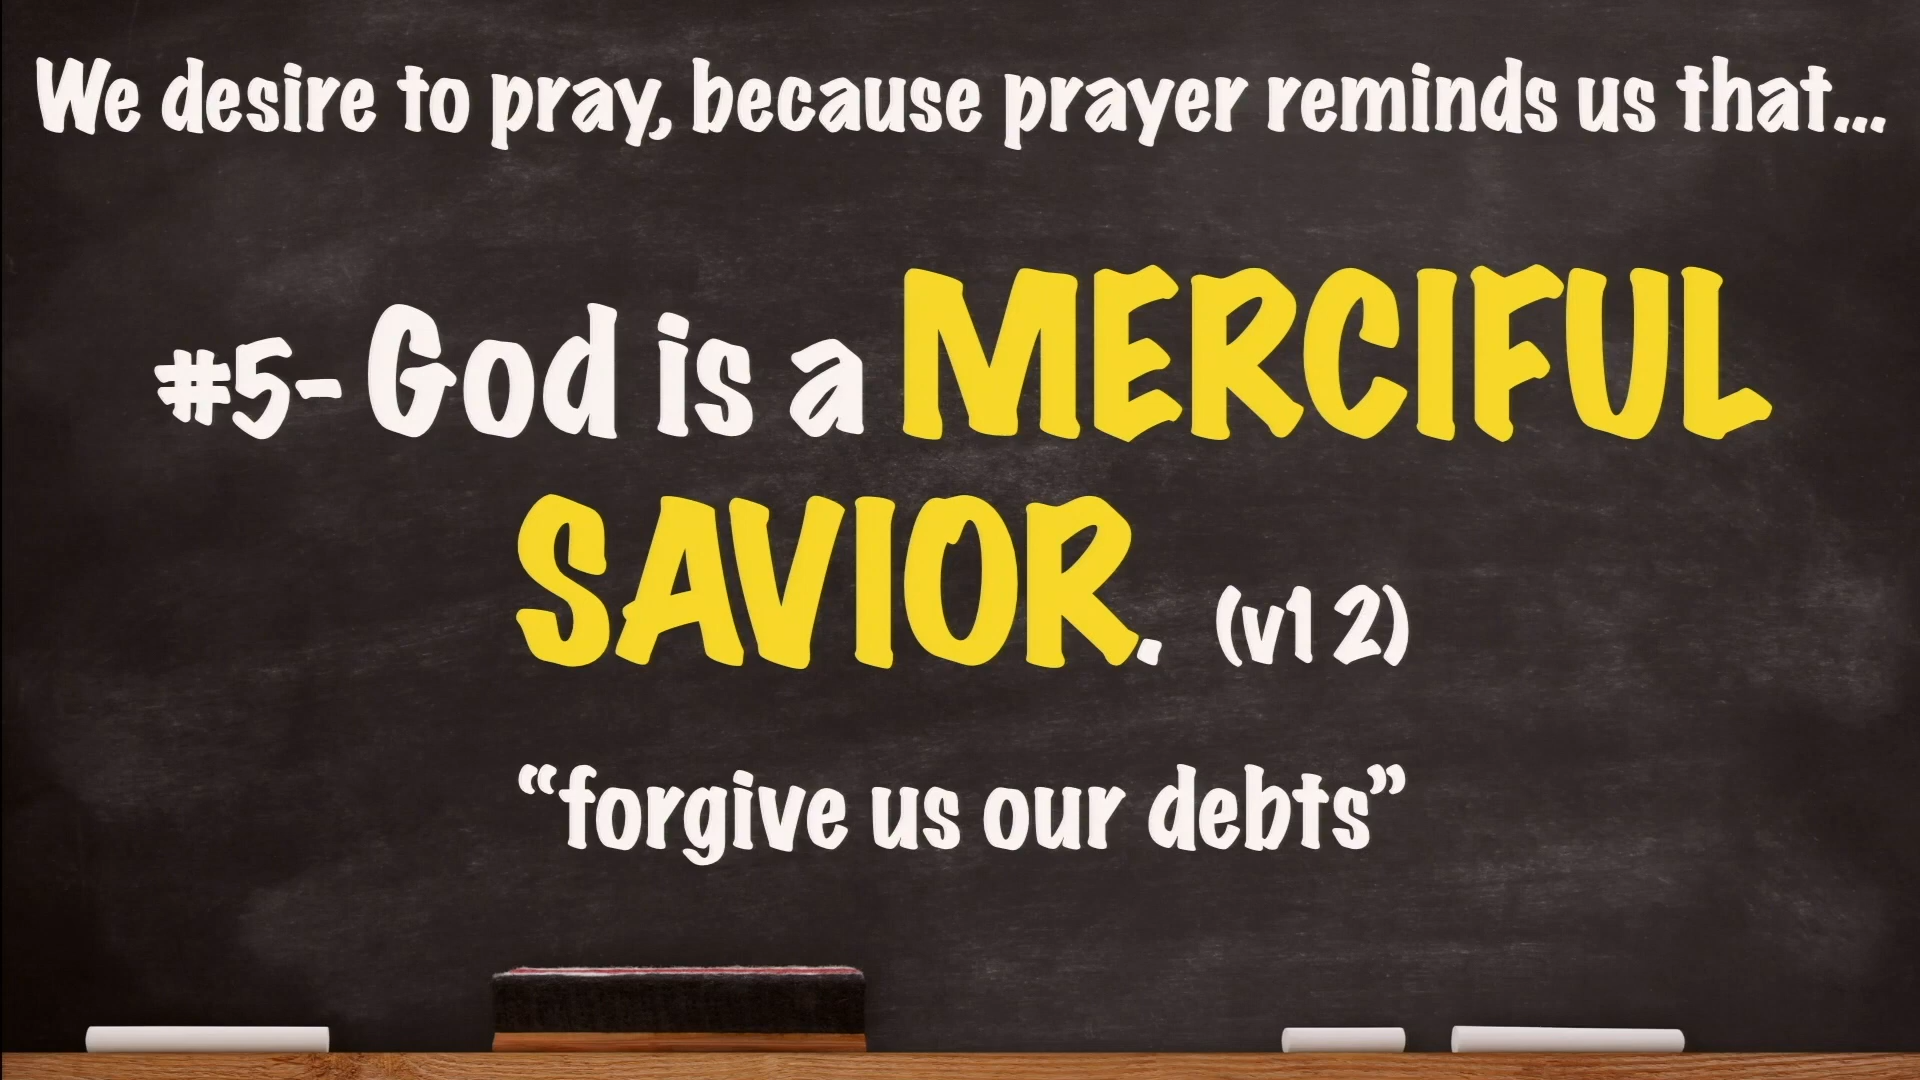 We desire to pray, because prayer reminds us that...
#5- God is a MERCIFUL
SAVIOR. (v12)
“forgive us our debts”